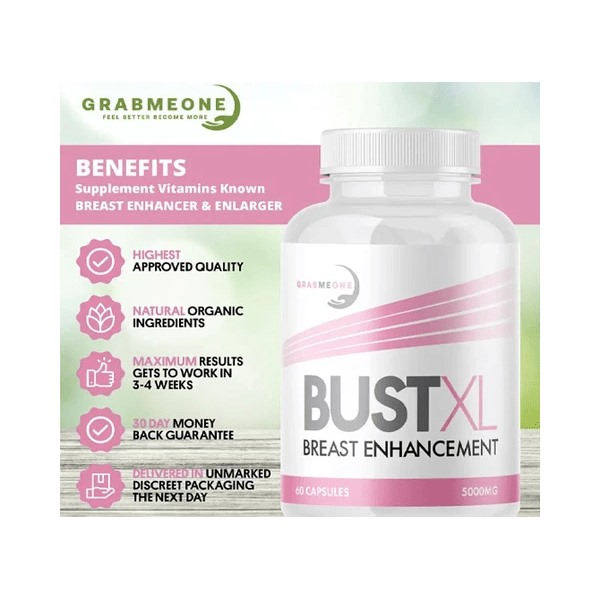 GRABMEONE
FEEL BETTER BECOME MORE
BENEFITS
Supplement Vitamins Known
BREAST ENHANCER & ENLARGER
HIGHEST
APPROVED QUALITY
NATURAL ORGANIC
INGREDIENTS
MAXIMUM RESULTS
GETS TO WORK IN
3-4 WEEKS
30 DAY MONEY
BACK GUARANTEE
DELIVERED IN UNMARKED
DISCREET PACKAGING
THE NEXT DAY
GRABMEONE
BUSTXL
BREAST ENHANCEMENT
60 CAPSULES 5000MG